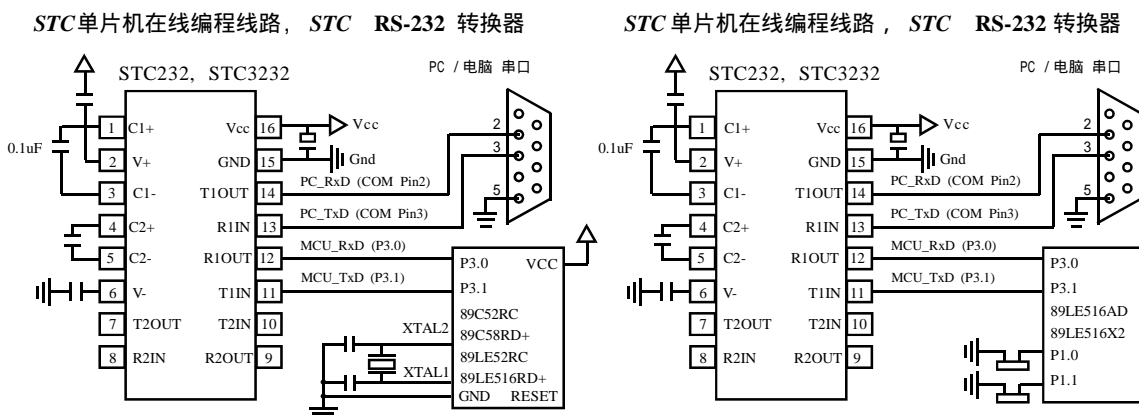 STC单片机在线编程线路, STC RS-232 转换器
STC232, STC3232
PC / 电脑 串口
0.1uF
1 C1+ Vcc 16 Vcc
2 V+ GND 15 Gnd
3 C1- T1OUT 14 PC_RxD (COM Pin2)
4 C2+ R1IN 13 PC_TxD (COM Pin3)
5 C2- R1OUT 12 MCU_RxD (P3.0)
6 V- T1IN 11 MCU_TxD (P3.1)
7 T2OUT T2IN 10
8 R2IN R2OUT 9
2
3
5
P3.0 VCC
P3.1
89C52RC
XTAL2 89C58RD+
89LE52RC
XTAL1 89LE516RD+
GND RESET
STC单片机在线编程线路, STC RS-232 转换器
STC232, STC3232
PC / 电脑 串口
0.1uF
1 C1+ Vcc 16 Vcc
2 V+ GND 15 Gnd
3 C1- T1OUT 14 PC_RxD (COM Pin2)
4 C2+ R1IN 13 PC_TxD (COM Pin3)
5 C2- R1OUT 12 MCU_RxD (P3.0)
6 V- T1IN 11 MCU_TxD (P3.1)
7 T2OUT T2IN 10
8 R2IN R2OUT 9
2
3
5
P3.0
P3.1
89LE516AD
89LE516X2
P1.0
P1.1